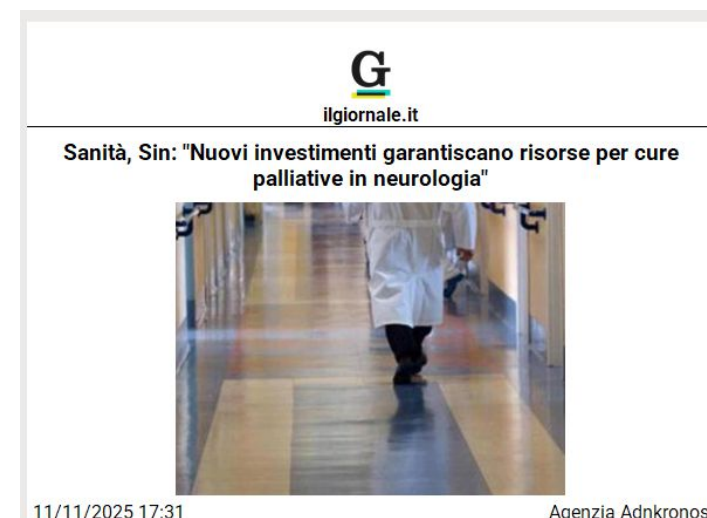 G
ilgiornale.it
Sanità, Sin: "Nuovi investimenti garantiscano risorse per cure
palliative in neurologia"
11/11/2025 17:31
Agenzia Adnkronos